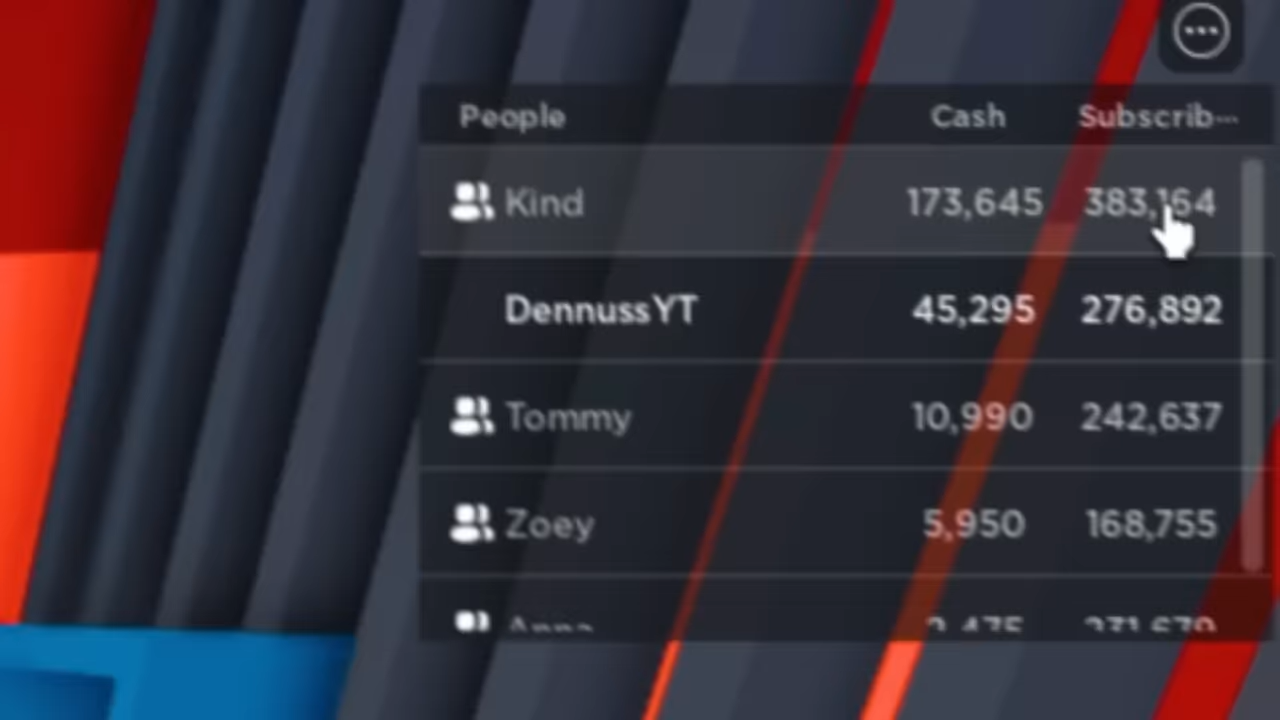 People Cash Subscrib...
Kind 173,645 383,164
DennussYT 45,295 276,892
Tommy 10,990 242,637
Zoey 5,950 168,755
Anna